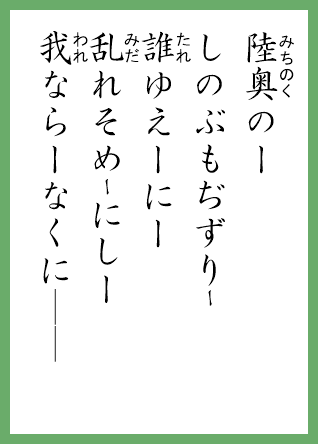 陸奥のー
しのぶもぢずりー
誰ゆえーにー
乱れそめーにしー
我ならーなくに――
みちのく
たれ
みだ
われ